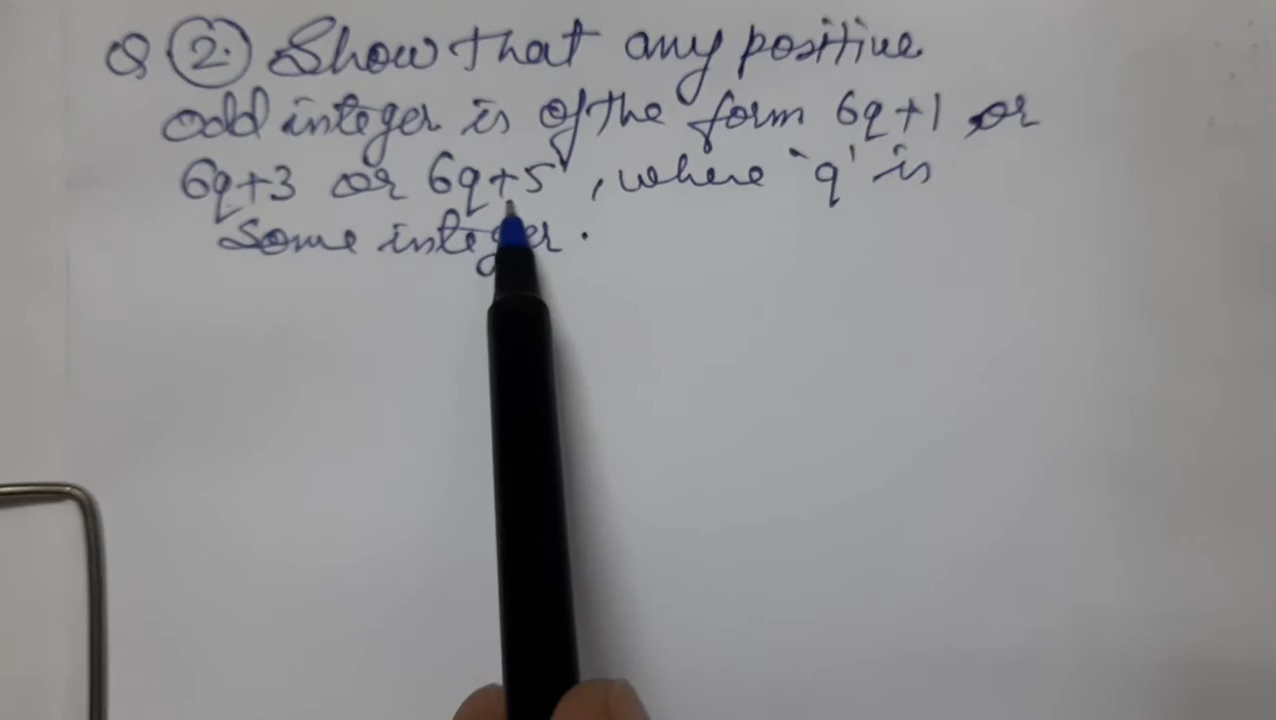 Q 2. Show that any positive
odd integer is of the form 6q+1 or
6q+3 or 6q+5, where 'q' is
Some integer.